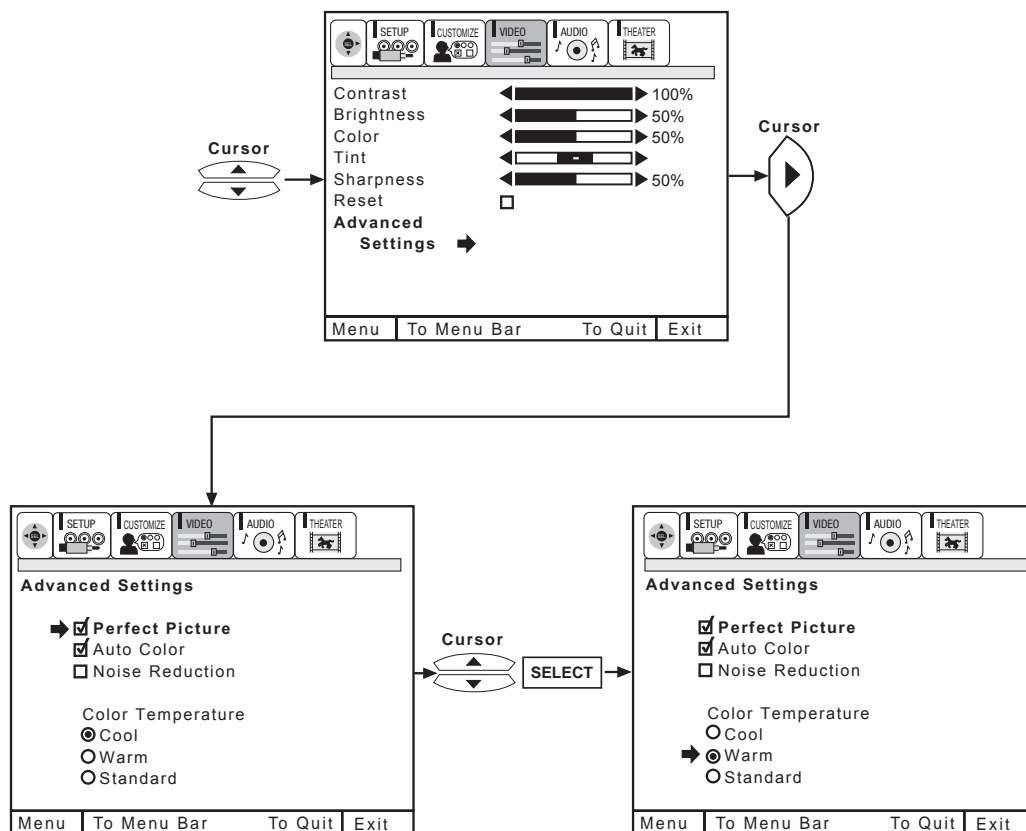 SEL SETUP CUSTOMIZE VIDEO AUDIO THEATER
Contrast 100%
Brightness 50%
Color 50%
Tint
Sharpness 50%
Reset
Advanced
Settings
Menu To Menu Bar To Quit Exit
Cursor
Cursor
SEL SETUP CUSTOMIZE VIDEO AUDIO THEATER
Advanced Settings
Perfect Picture
Auto Color
Noise Reduction
Color Temperature
Cool
Warm
Standard
Menu To Menu Bar To Quit Exit
Cursor
SELECT
SEL SETUP CUSTOMIZE VIDEO AUDIO THEATER
Advanced Settings
Perfect Picture
Auto Color
Noise Reduction
Color Temperature
Cool
Warm
Standard
Menu To Menu Bar To Quit Exit